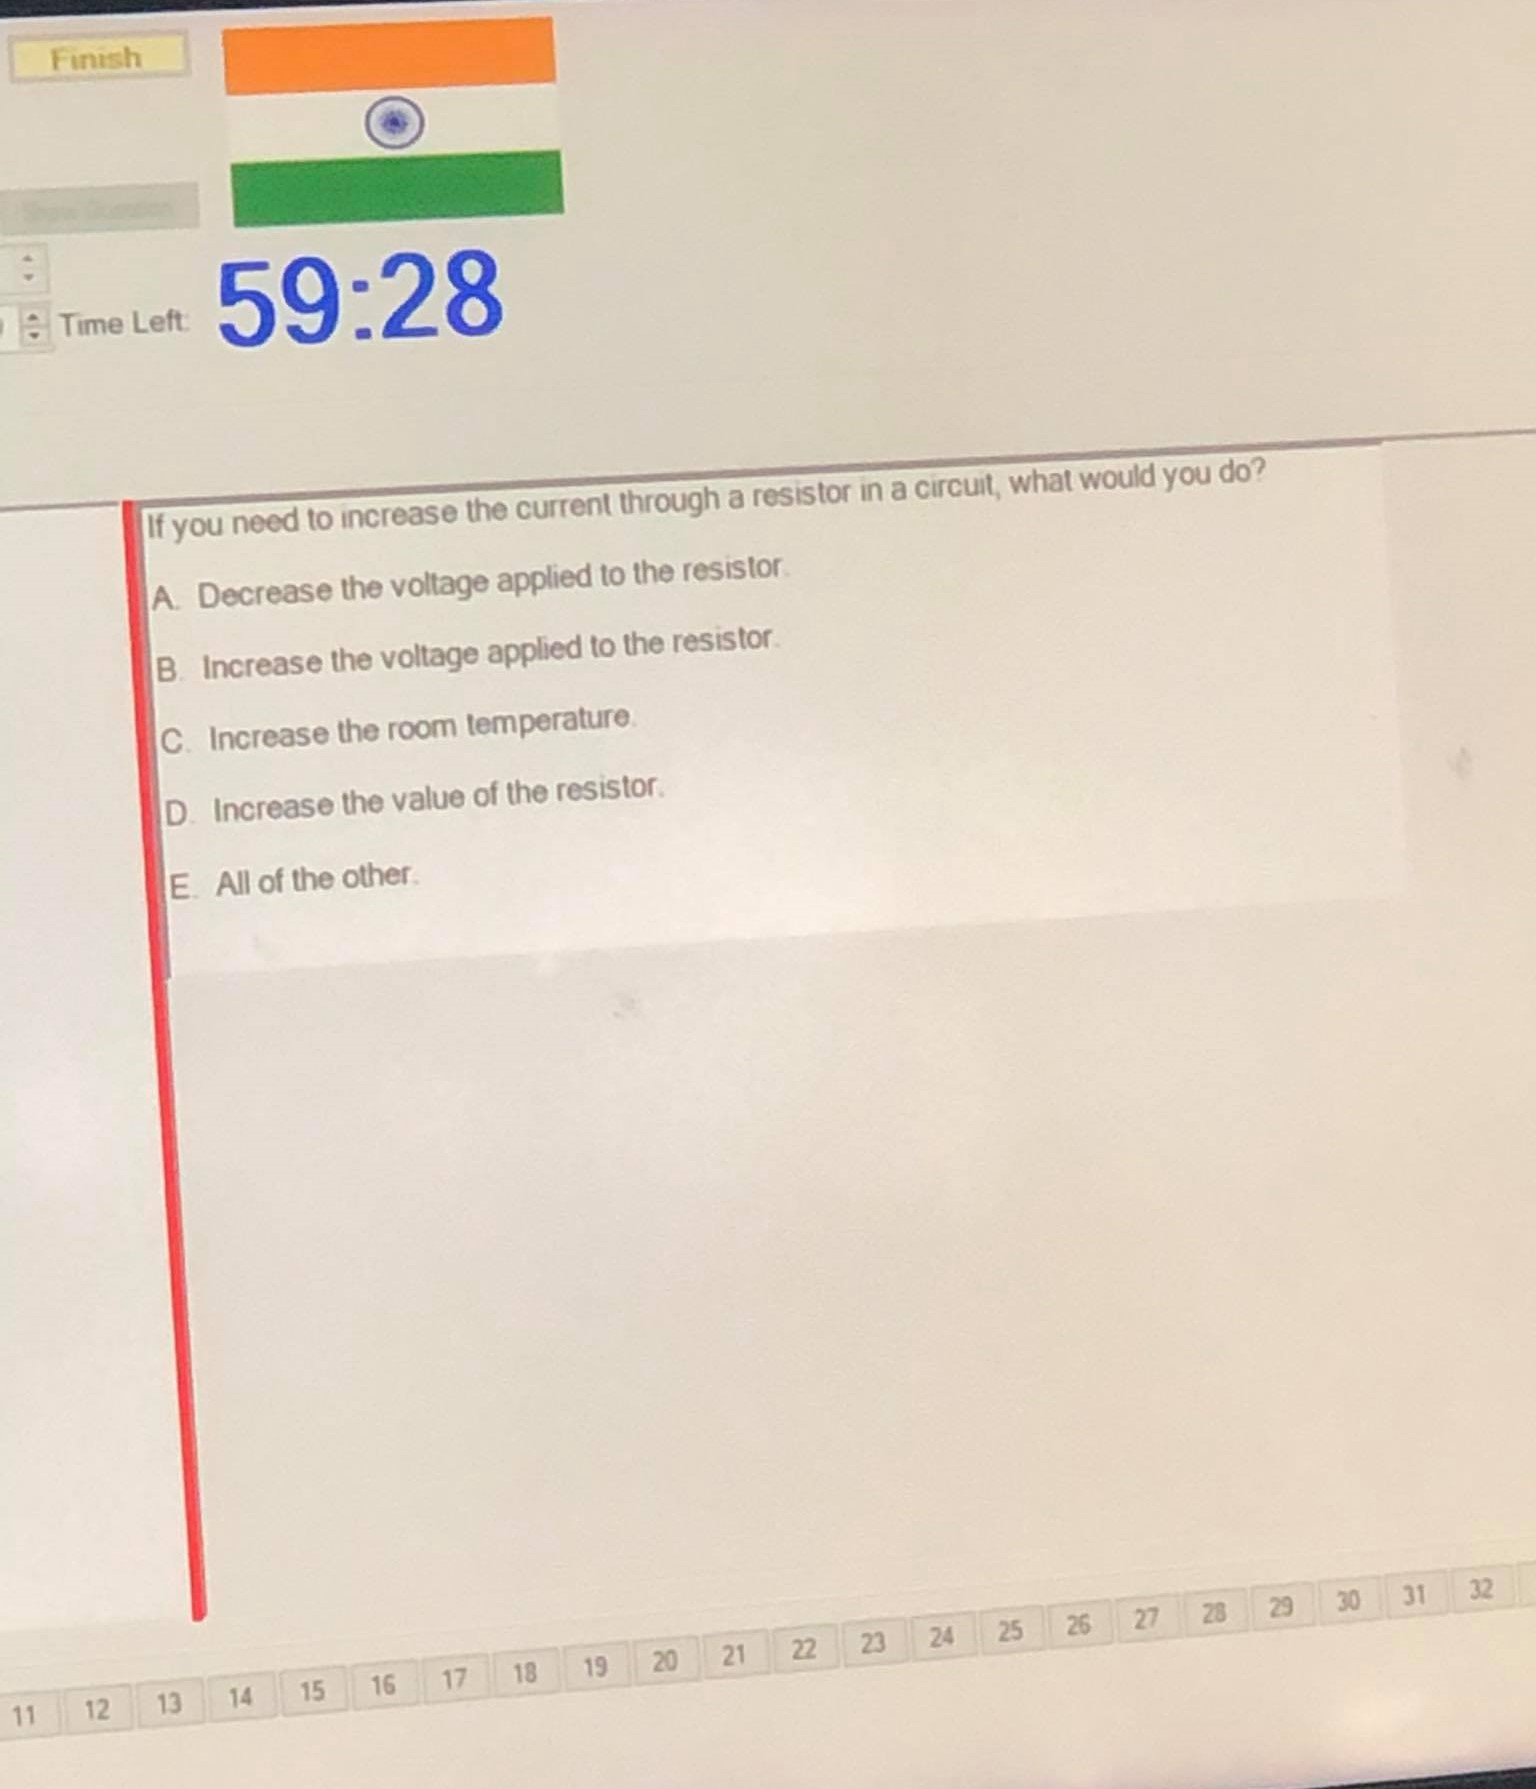 Finish
Show Question
Time Left: 59:28
If you need to increase the current through a resistor in a circuit, what would you do?
A. Decrease the voltage applied to the resistor.
B. Increase the voltage applied to the resistor.
C. Increase the room temperature.
D. Increase the value of the resistor.
E. All of the other.
11 12 13 14 15 16 17 18 19 20 21 22 23 24 25 26 27 28 29 30 31 32